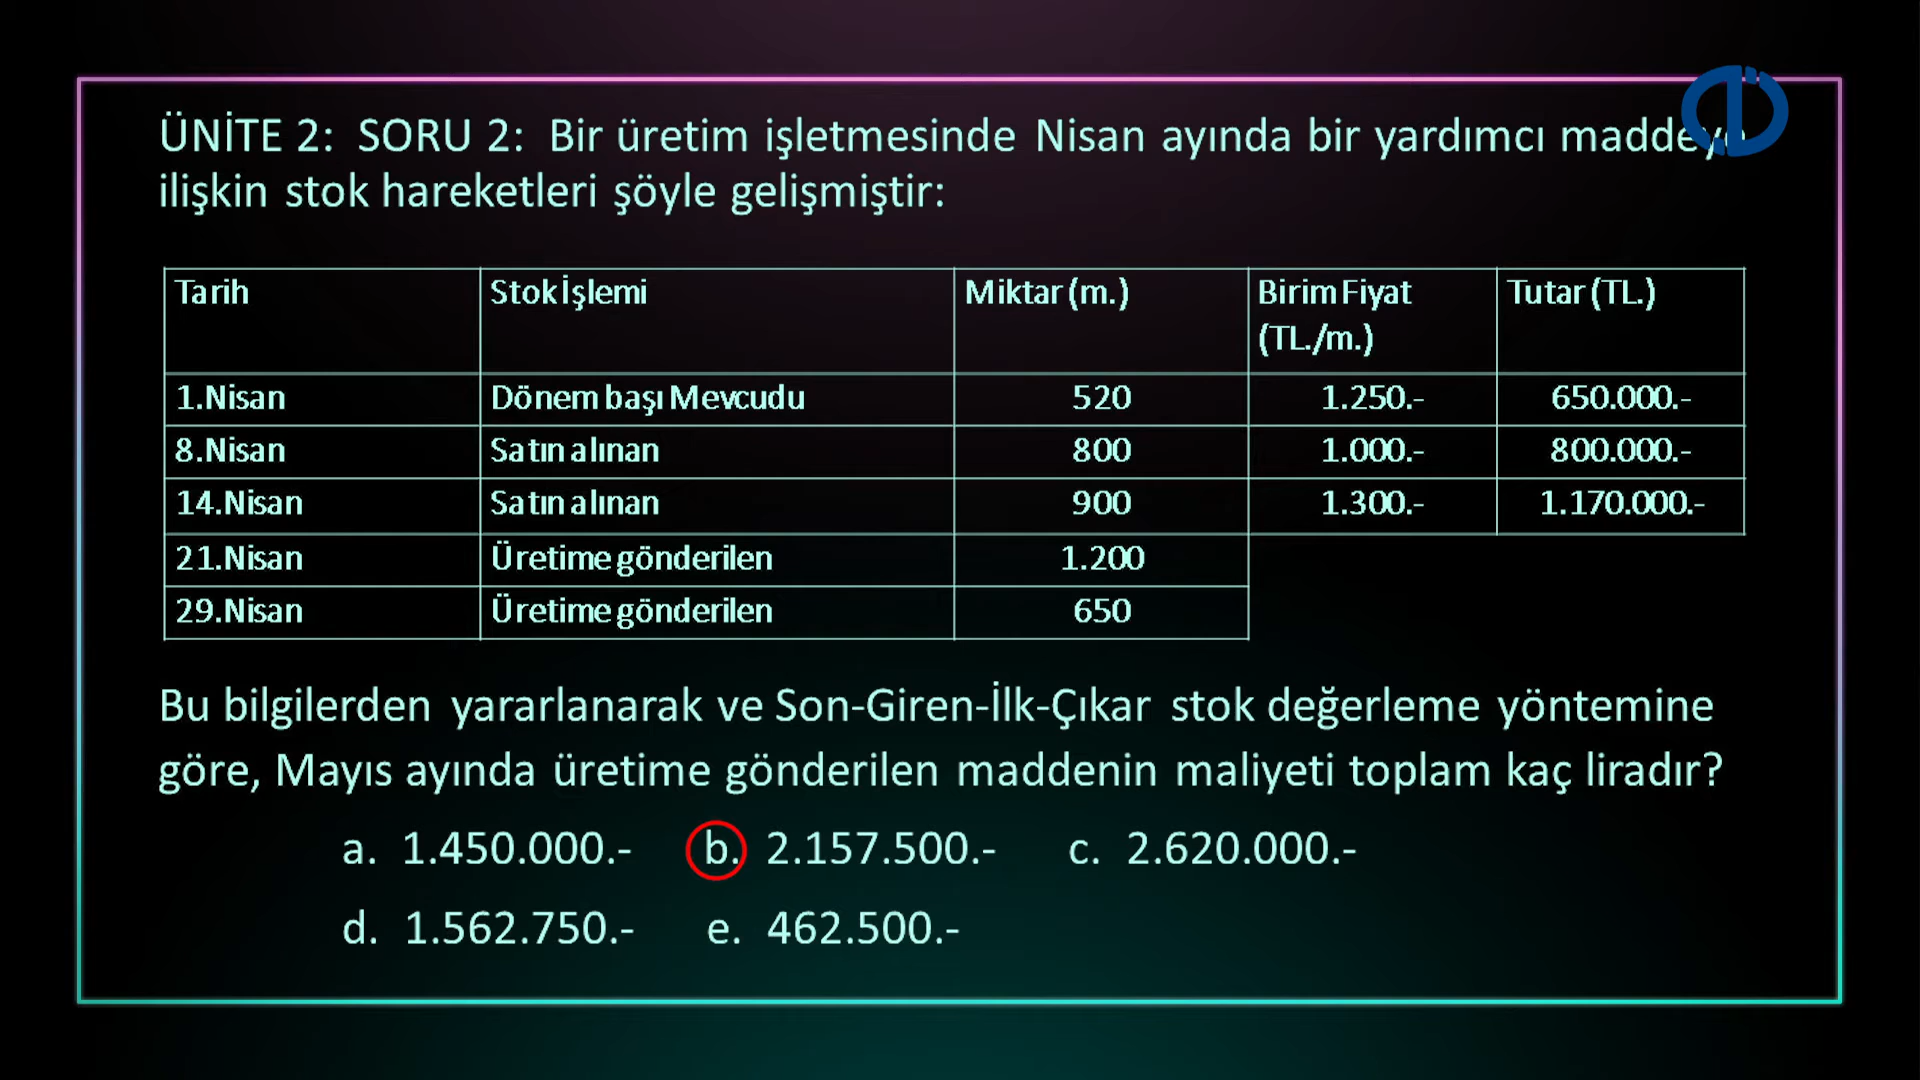 ÜNİTE 2: SORU 2: Bir üretim işletmesinde Nisan ayında bir yardımcı maddeye
ilişkin stok hareketleri şöyle gelişmiştir:
Tarih Stok İşlemi Miktar (m.) Birim Fiyat (TL./m.) Tutar (TL.)
1.Nisan Dönem başı Mevcudu 520 1.250.- 650.000.-
8.Nisan Satın alınan 800 1.000.- 800.000.-
14.Nisan Satın alınan 900 1.300.- 1.170.000.-
21.Nisan Üretime gönderilen 1.200
29.Nisan Üretime gönderilen 650
Bu bilgilerden yararlanarak ve Son-Giren-İlk-Çıkar stok değerleme yöntemine
göre, Mayıs ayında üretime gönderilen maddenin maliyeti toplam kaç liradır?
a. 1.450.000.- b. 2.157.500.- c. 2.620.000.-
d. 1.562.750.- e. 462.500.-